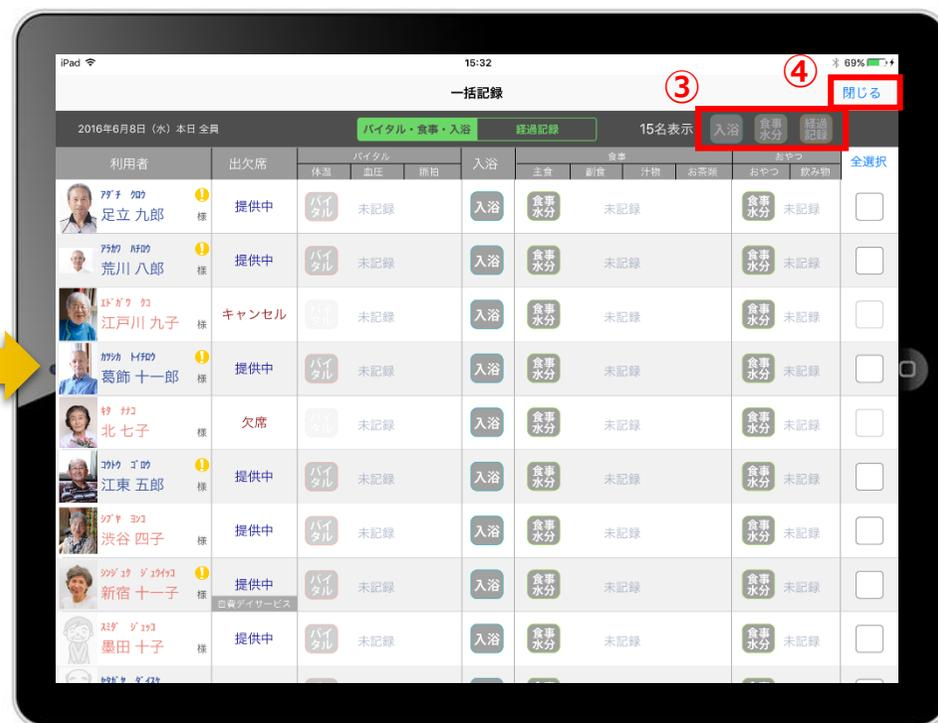 iPad 15:32 69%
③ ④
一括記録 閉じる
2016年6月8日（水）本日 全員 バイタル・食事・入浴 経過記録 15名表示 入浴 食事水分 経過記録
利用者 出欠席 バイタル 入浴 食事 おやつ 全選択
体温 血圧 脈拍 主食 副食 汁物 お茶類 おやつ 飲み物
ｱﾀﾞﾁ ｸﾛｳ
足立 九郎 様 提供中 バイタル 未記録 入浴 食事水分 未記録 食事水分 未記録
ｱﾗｶﾜ ﾊﾁﾛｳ
荒川 八郎 様 提供中 バイタル 未記録 入浴 食事水分 未記録 食事水分 未記録
ｴﾄﾞｶﾞﾜ ｸｺ
江戸川 九子 様 キャンセル バイタル 未記録 入浴 食事水分 未記録 食事水分 未記録
ｶﾂｼｶ ﾄｲﾁﾛｳ
葛飾 十一郎 様 提供中 バイタル 未記録 入浴 食事水分 未記録 食事水分 未記録
ｷﾀ ﾅﾅｺ
北 七子 様 欠席 バイタル 未記録 入浴 食事水分 未記録 食事水分 未記録
ｺｳﾄｳ ｺﾞﾛｳ
江東 五郎 様 提供中 バイタル 未記録 入浴 食事水分 未記録 食事水分 未記録
ｼﾌﾞﾔ ﾖﾝｺ
渋谷 四子 様 提供中 バイタル 未記録 入浴 食事水分 未記録 食事水分 未記録
ｼﾝｼﾞｭｸ ｼﾞｭｳｲﾁｺ
新宿 十一子 様 提供中 バイタル 未記録 入浴 食事水分 未記録 食事水分 未記録
自費デイサービス
ｽﾐﾀﾞ ｼﾞｭｳｺ
墨田 十子 様 提供中 バイタル 未記録 入浴 食事水分 未記録 食事水分 未記録